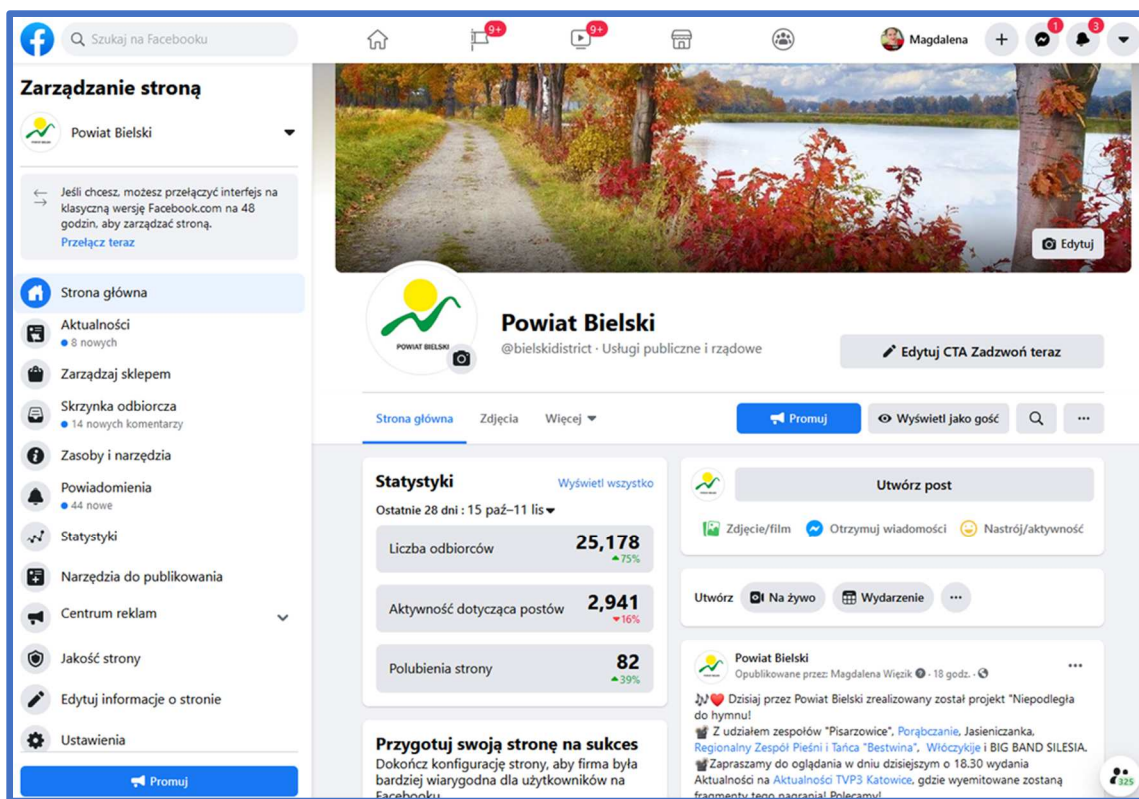 Szukaj na Facebooku
9+
9+
Magdalena
1
3
Zarządzanie stroną
Powiat Bielski
Jeśli chcesz, możesz przełączyć interfejs na
klasyczną wersję Facebook.com na 48
godzin, aby zarządzać stroną.
Przełącz teraz
Strona główna
Aktualności
8 nowych
Zarządzaj sklepem
Skrzynka odbiorcza
14 nowych komentarzy
Zasoby i narzędzia
Powiadomienia
44 nowe
Statystyki
Narzędzia do publikowania
Centrum reklam
Jakość strony
Edytuj informacje o stronie
Ustawienia
Promuj
Edytuj
POWIAT BIELSKI
Powiat Bielski
@bielskidistrict · Usługi publiczne i rządowe
Edytuj CTA Zadzwoń teraz
Strona główna Zdjęcia Więcej
Promuj
Wyświetl jako gość
Statystyki
Wyświetl wszystko
Ostatnie 28 dni : 15 paź–11 lis
Liczba odbiorców 25,178
75%
Aktywność dotycząca postów 2,941
16%
Polubienia strony 82
39%
Przygotuj swoją stronę na sukces
Dokończ konfigurację strony, aby firma była
bardziej wiarygodna dla użytkowników na
Facebooku
Utwórz post
Zdjęcie/film Otrzymuj wiadomości Nastrój/aktywność
Utwórz Na żywo Wydarzenie
Powiat Bielski
Opublikowane przez: Magdalena Więzik · 18 godz. ·
Dzisiaj przez Powiat Bielski zrealizowany został projekt "Niepodległa
do hymnu!
Z udziałem zespołów "Pisarzowice", Porąbczanie, Jasieniczanka,
Regionalny Zespół Pieśni i Tańca "Bestwina", Włóczykije i BIG BAND SILESIA.
Zapraszamy do oglądania w dniu dzisiejszym o 18.30 wydania
Aktualności na Aktualności TVP3 Katowice, gdzie wyemitowane zostaną
fragmenty tego nagrania! Polecamy!
325